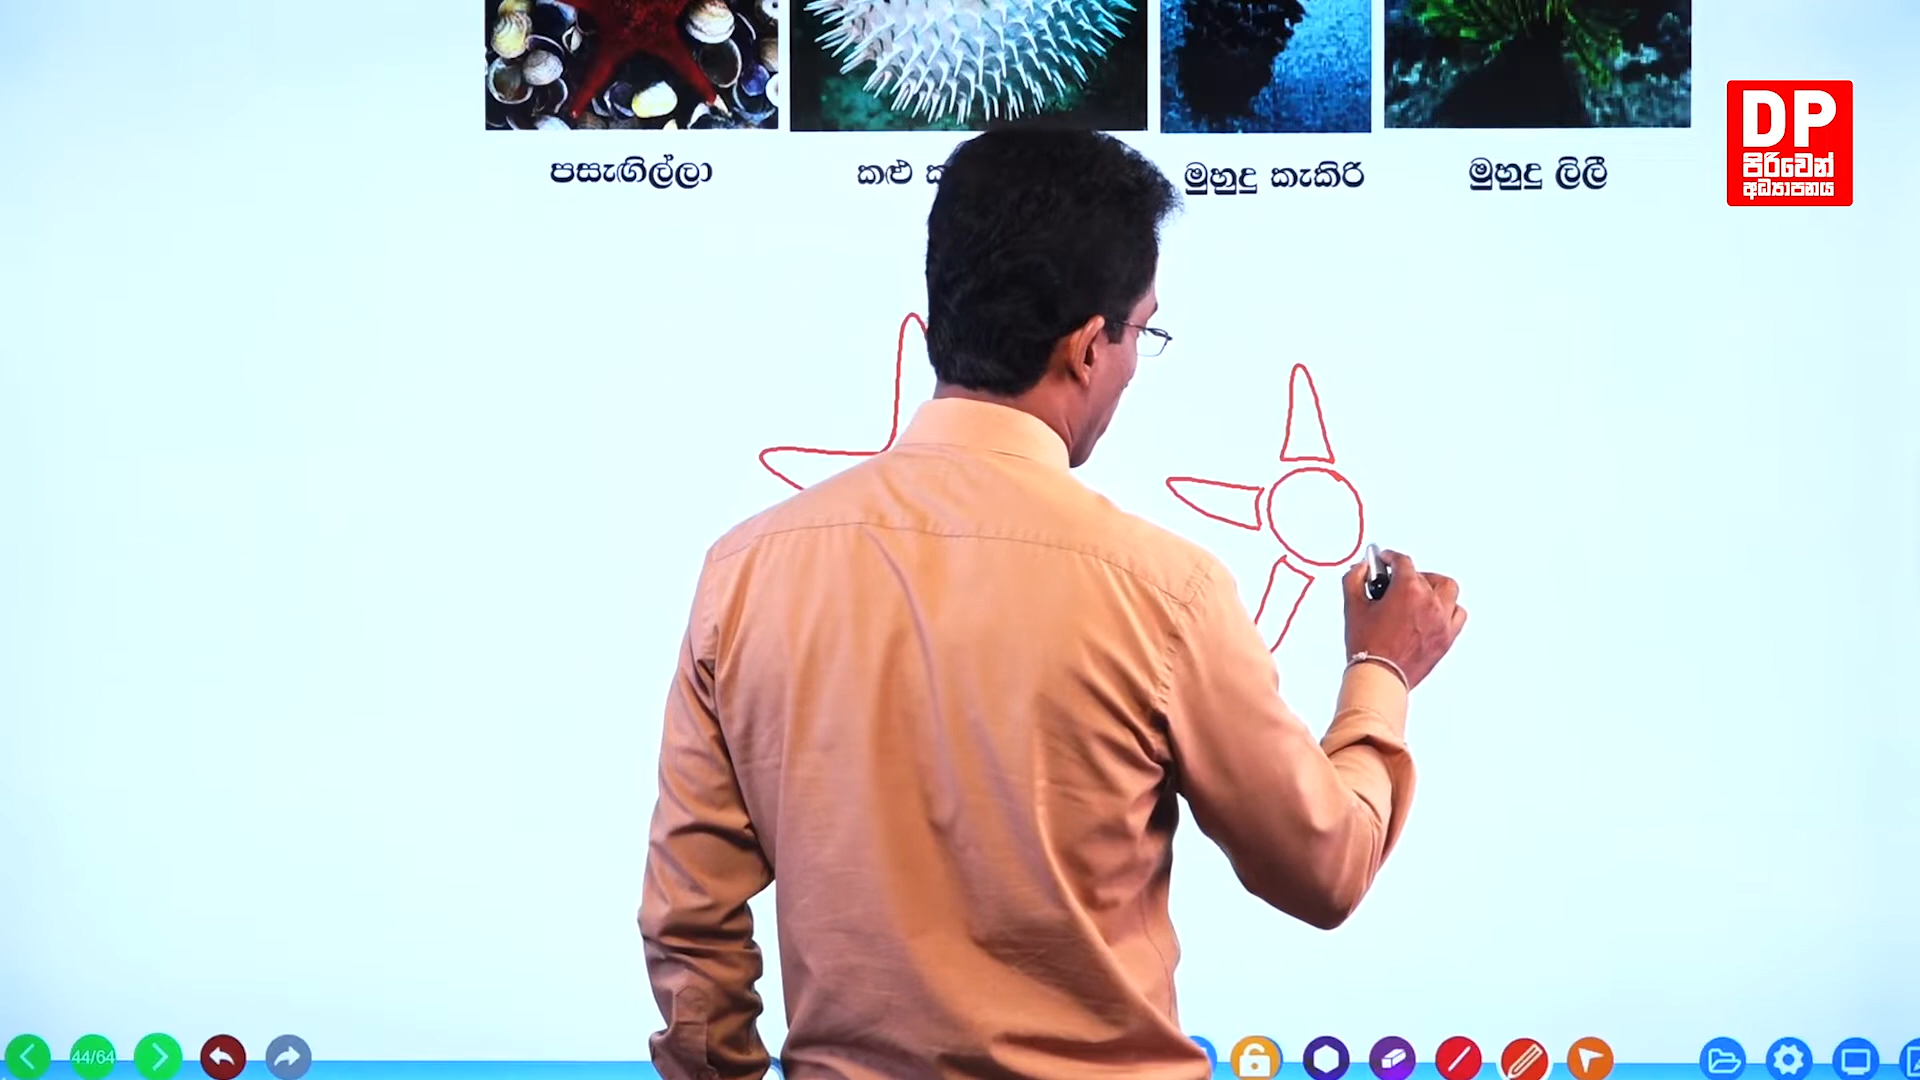 පසැඟිල්ලා
කළු
මුහුදු කැකිරි
මුහුදු ලිලී
DP
පිරිවෙන්
අධ්‍යාපනය
44/64